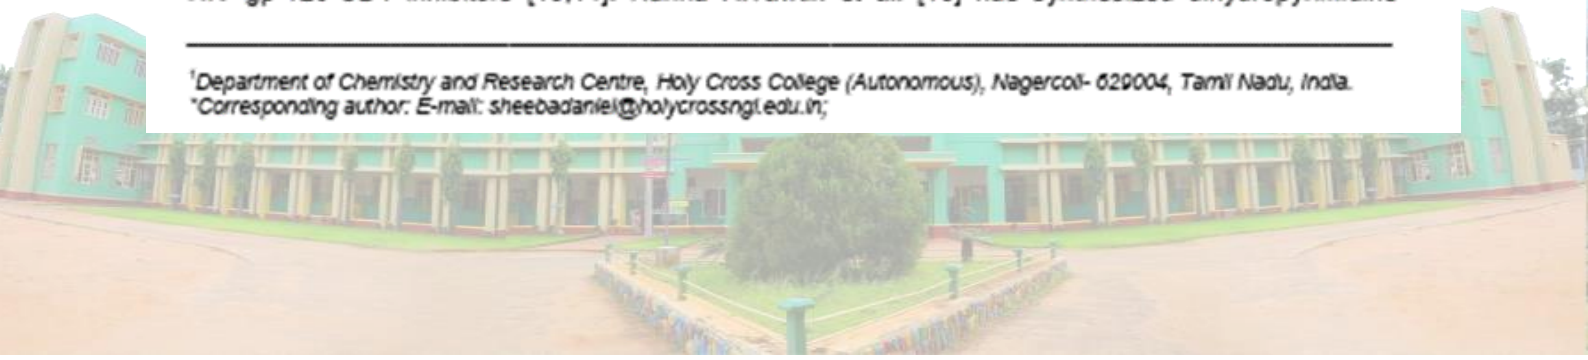 ¹Department of Chemistry and Research Centre, Holy Cross College (Autonomous), Nagercoil- 629004, Tamil Nadu, India.
*Corresponding author: E-mail: sheebadaniel@holycrossngl.edu.in;